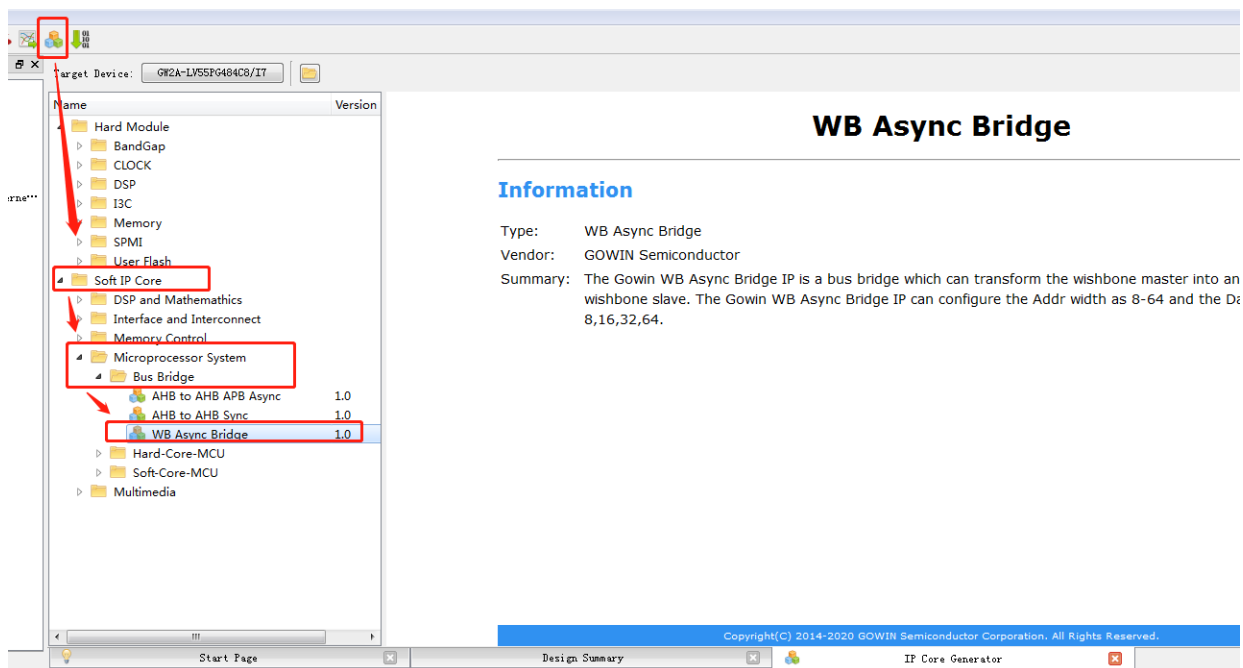 Target Device: GW2A-LV55PG484C8/I7
Name Version
Hard Module
BandGap
CLOCK
DSP
I3C
Memory
SPMI
User Flash
Soft IP Core
DSP and Mathemathics
Interface and Interconnect
Memory Control
Microprocessor System
Bus Bridge
AHB to AHB APB Async 1.0
AHB to AHB Sync 1.0
WB Async Bridge 1.0
Hard-Core-MCU
Soft-Core-MCU
Multimedia
WB Async Bridge
Information
Type: WB Async Bridge
Vendor: GOWIN Semiconductor
Summary: The Gowin WB Async Bridge IP is a bus bridge which can transform the wishbone master into an
wishbone slave. The Gowin WB Async Bridge IP can configure the Addr width as 8-64 and the Da
8,16,32,64.
Copyright(C) 2014-2020 GOWIN Semiconductor Corporation. All Rights Reserved.
Start Page Design Summary IP Core Generator